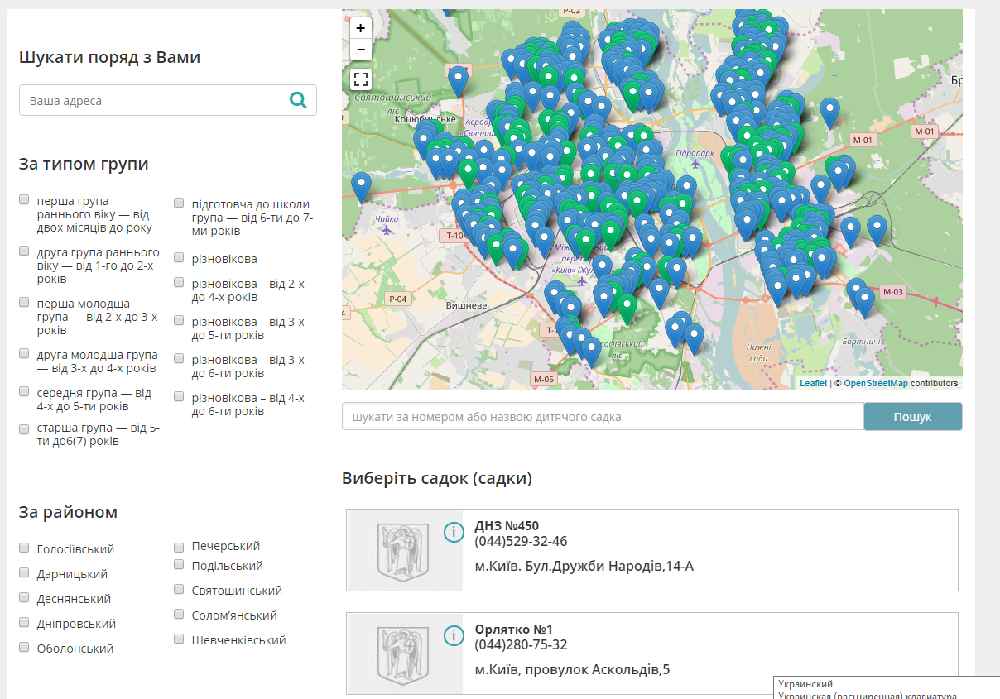 Шукати поряд з Вами
Ваша адреса
За типом групи
перша група
раннього віку — від
двох місяців до року
друга група раннього
віку — від 1-го до 2-х
років
перша молодша
група — від 2-х до 3-х
років
друга молодша група
— від 3-х до 4-х років
середня група — від
4-х до 5-ти років
старша група — від 5-
ти до6(7) років
підготовча до школи
група — від 6-ти до 7-
ми років
різновікова
різновікова – від 2-х
до 4-х років
різновікова – від 3-х
до 5-ти років
різновікова – від 3-х
до 6-ти років
різновікова – від 4-х
до 6-ти років
За районом
Голосіївський
Дарницький
Деснянський
Дніпровський
Оболонський
Печерський
Подільський
Святошинський
Солом’янський
Шевченківський
+
−
Р-02
Святошинський
ліс
Коцюбинське
М-01
М-01
Гідропарк
Чайка
Р-04
Вишневе
«Київ»
М-03
ліс
Нижні
сади
Бортничі
М-05
Leaflet | © OpenStreetMap contributors
шукати за номером або назвою дитячого садка
Пошук
Виберіть садок (садки)
i
ДНЗ №450
(044)529-32-46
м.Київ. Бул.Дружби Народів,14-А
i
Орлятко №1
(044)280-75-32
м.Київ, провулок Аскольдів,5
Украинский
Украинская (расширенная) клавиатура